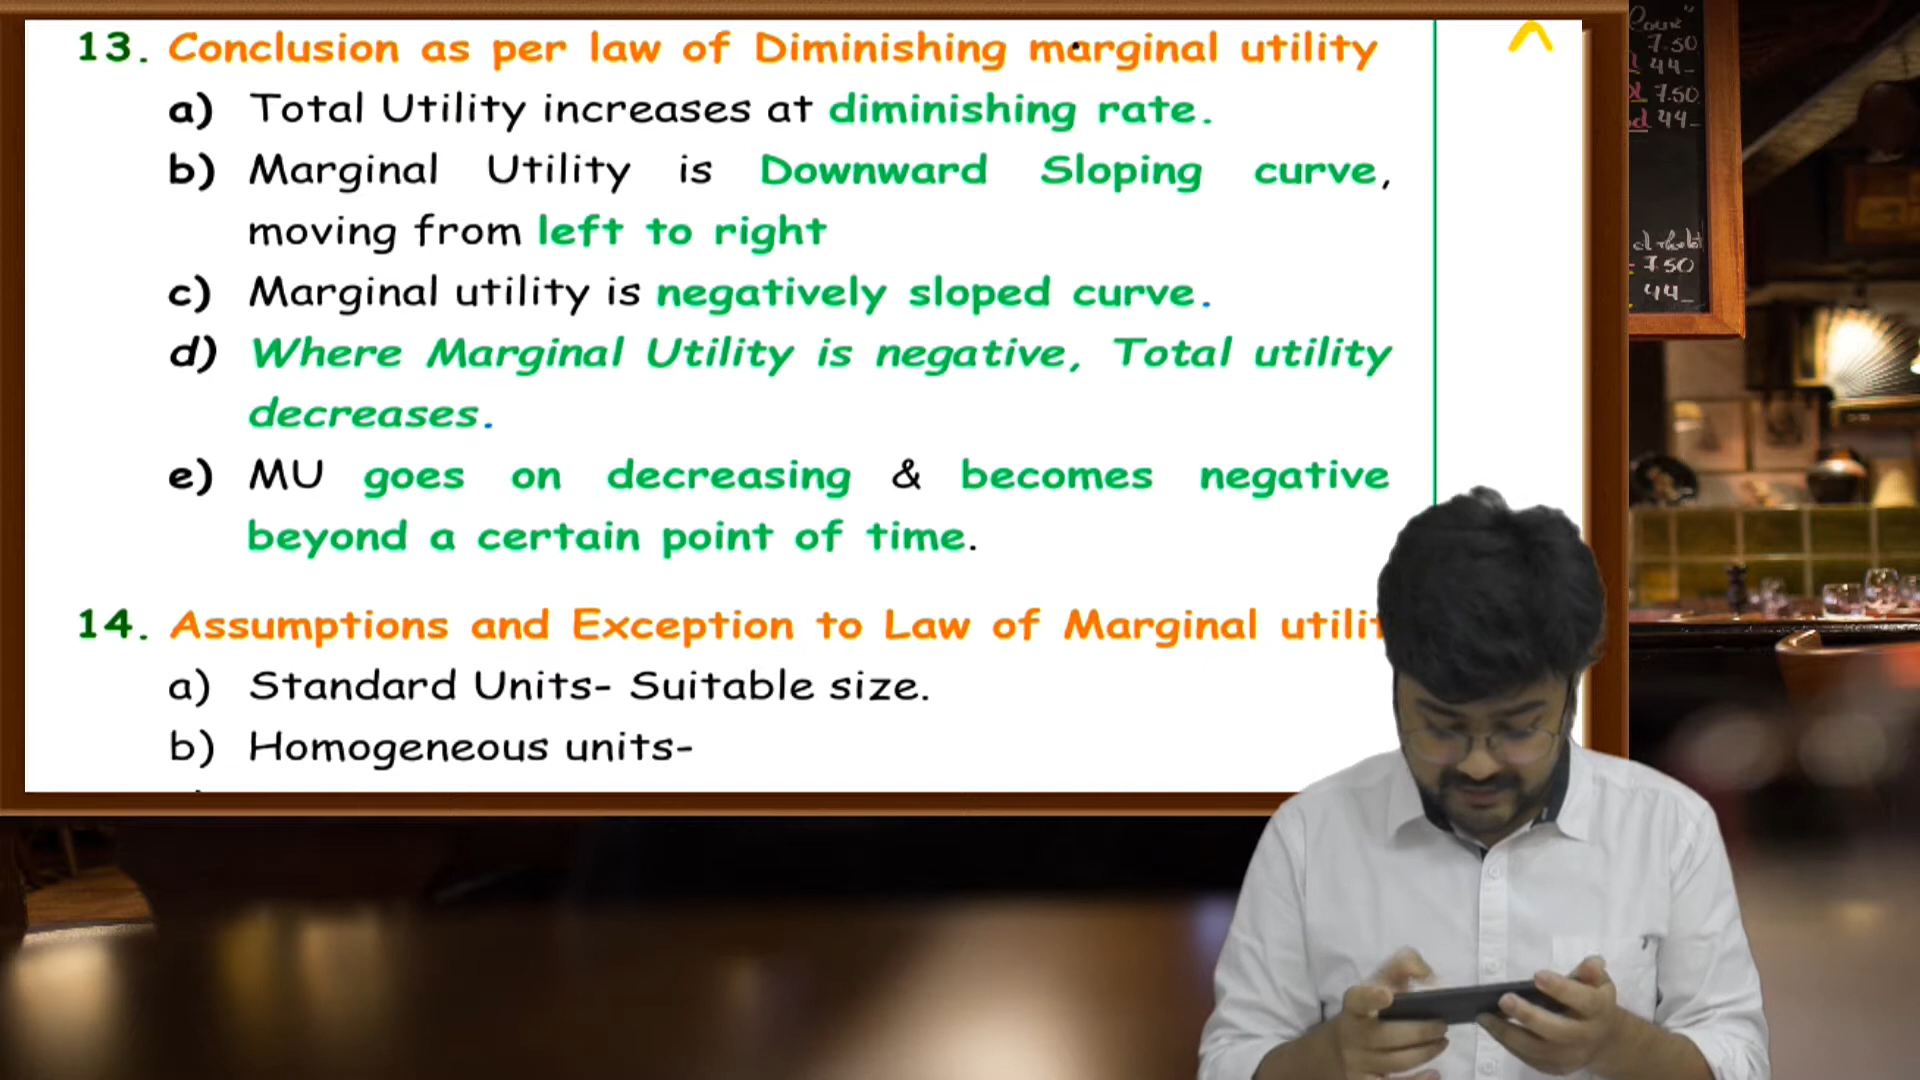 13. Conclusion as per law of Diminishing marginal utility
a) Total Utility increases at diminishing rate.
b) Marginal Utility is Downward Sloping curve,
moving from left to right
c) Marginal utility is negatively sloped curve.
d) Where Marginal Utility is negative, Total utility
decreases.
e) MU goes on decreasing & becomes negative
beyond a certain point of time.
14. Assumptions and Exception to Law of Marginal
a) Standard Units- Suitable size.
b) Homogeneous units-
7.50
44-
7.50
44-
7.50
44-